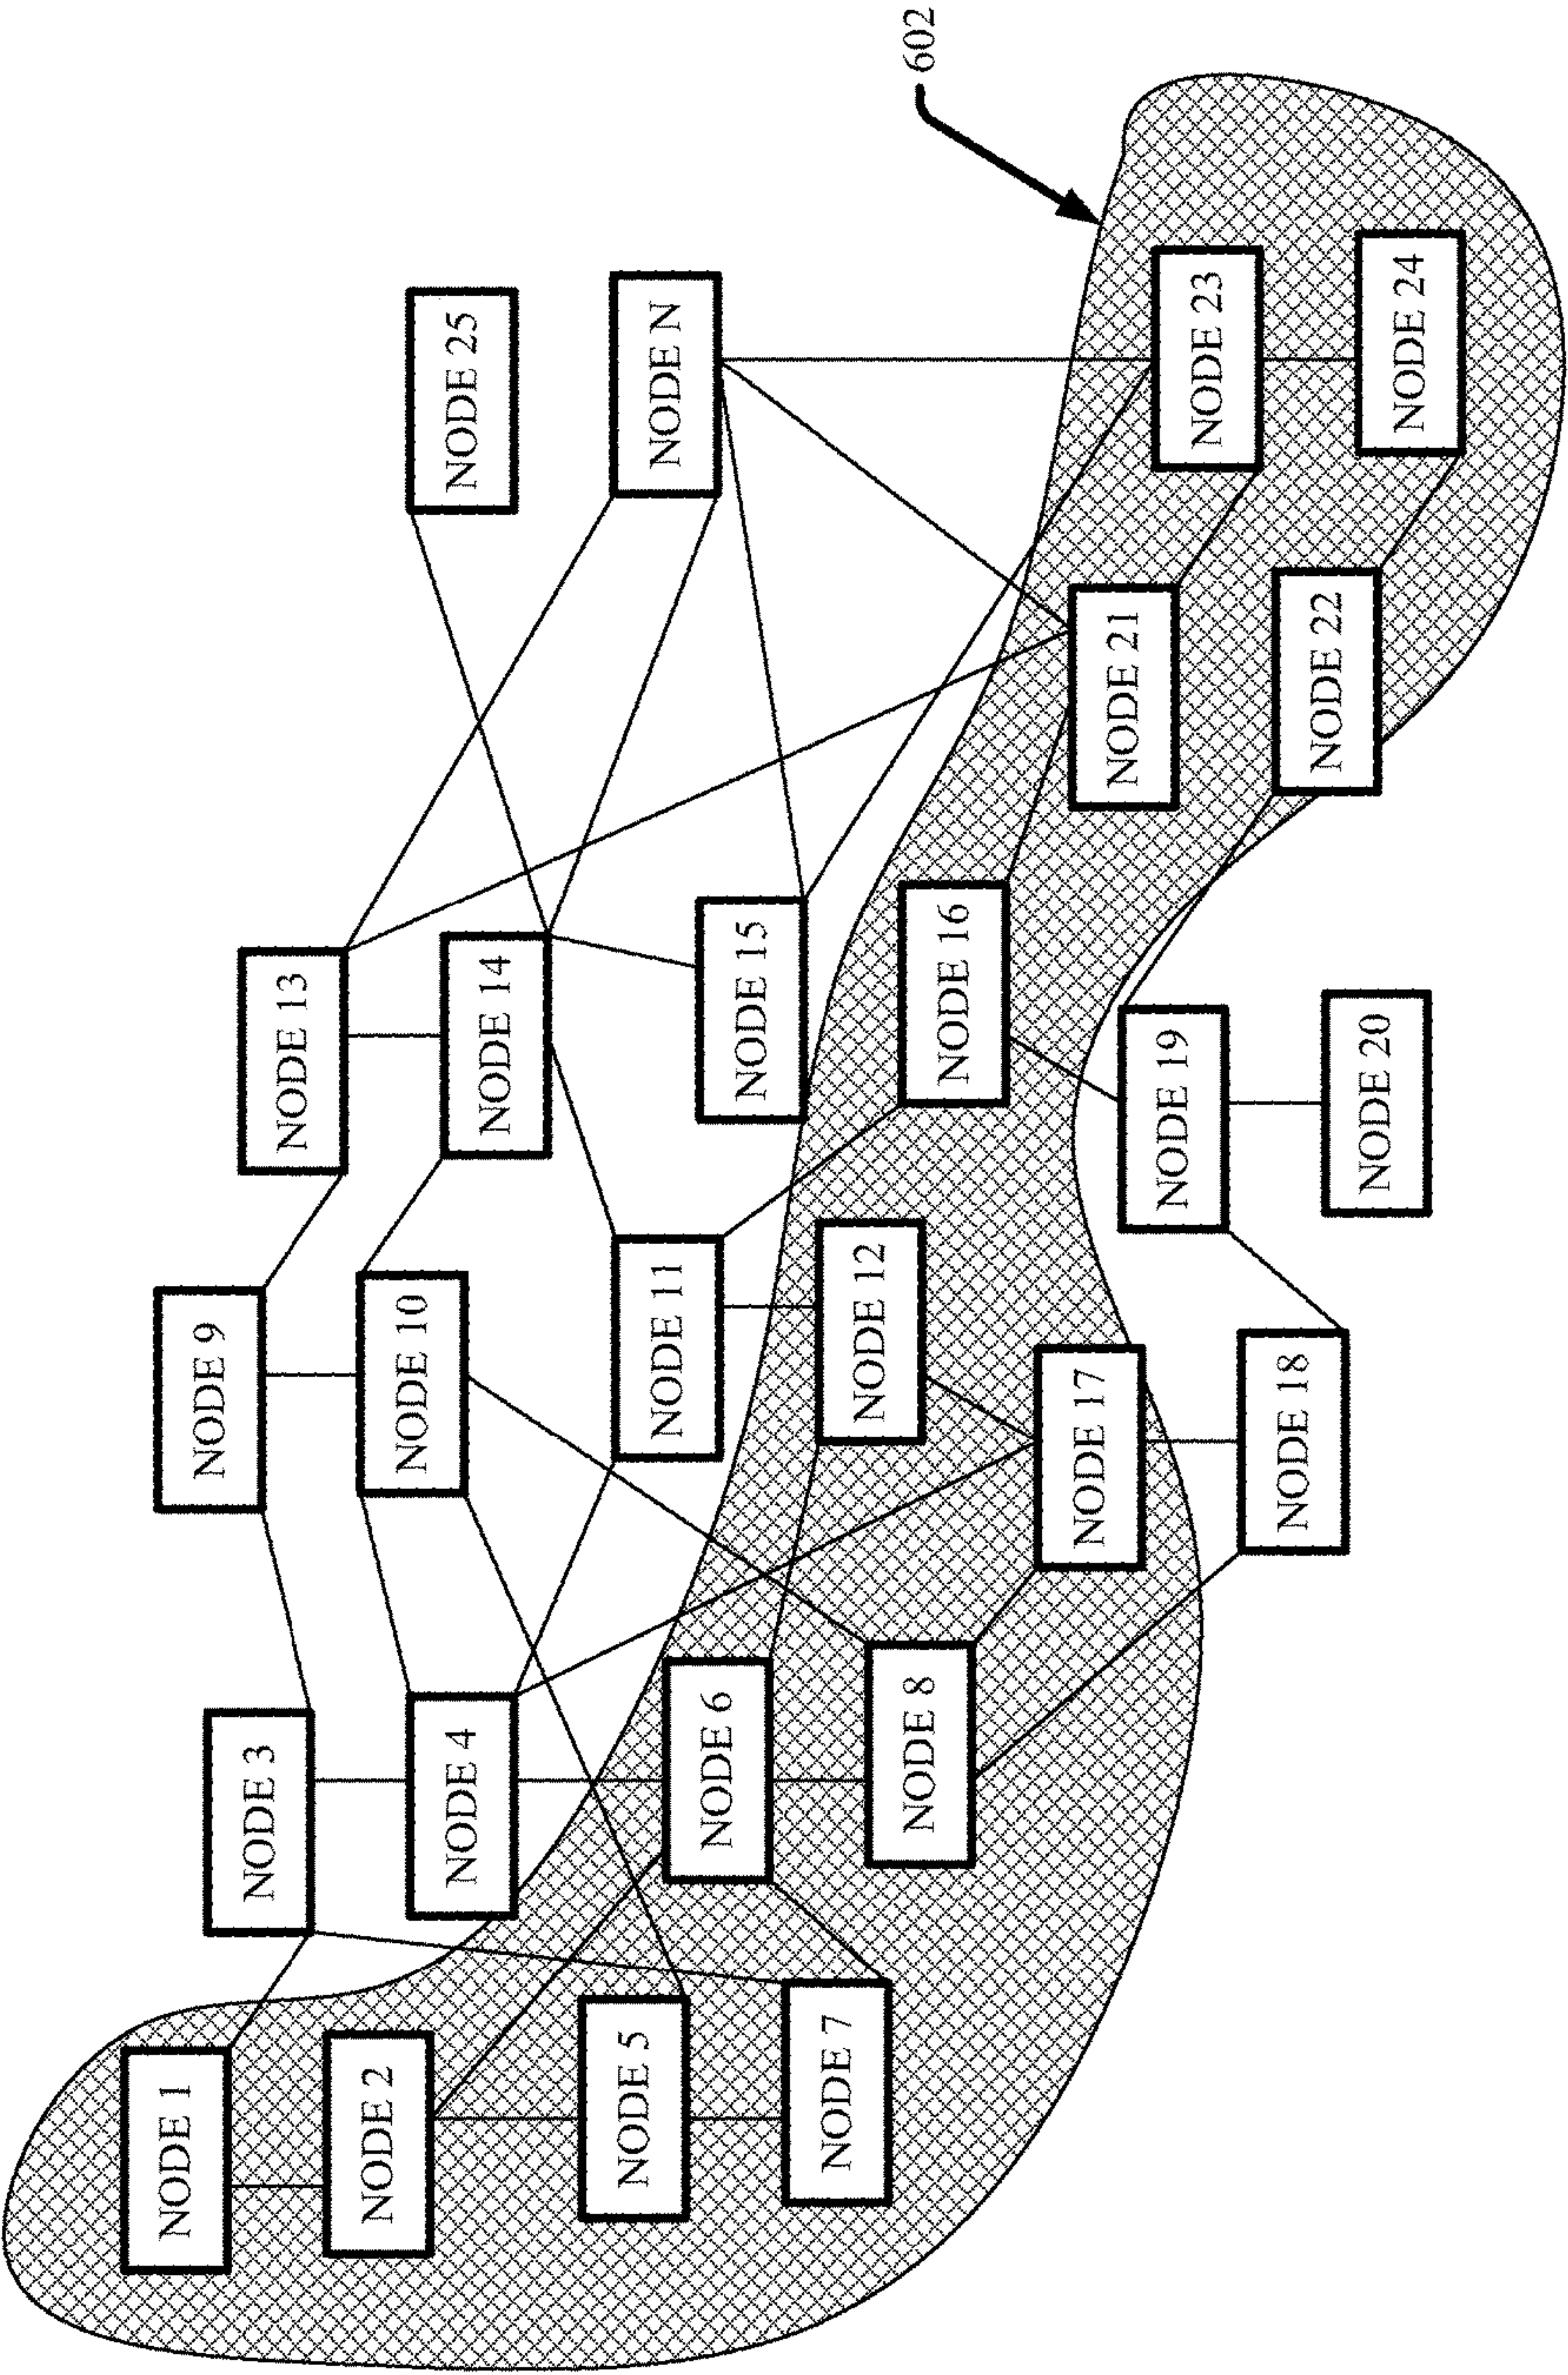 NODE 1
NODE 2
NODE 3
NODE 4
NODE 5
NODE 6
NODE 7
NODE 8
NODE 9
NODE 10
NODE 11
NODE 12
NODE 13
NODE 14
NODE 15
NODE 16
NODE 17
NODE 18
NODE 19
NODE 20
NODE 21
NODE 22
NODE 23
NODE 24
NODE 25
NODE N
602